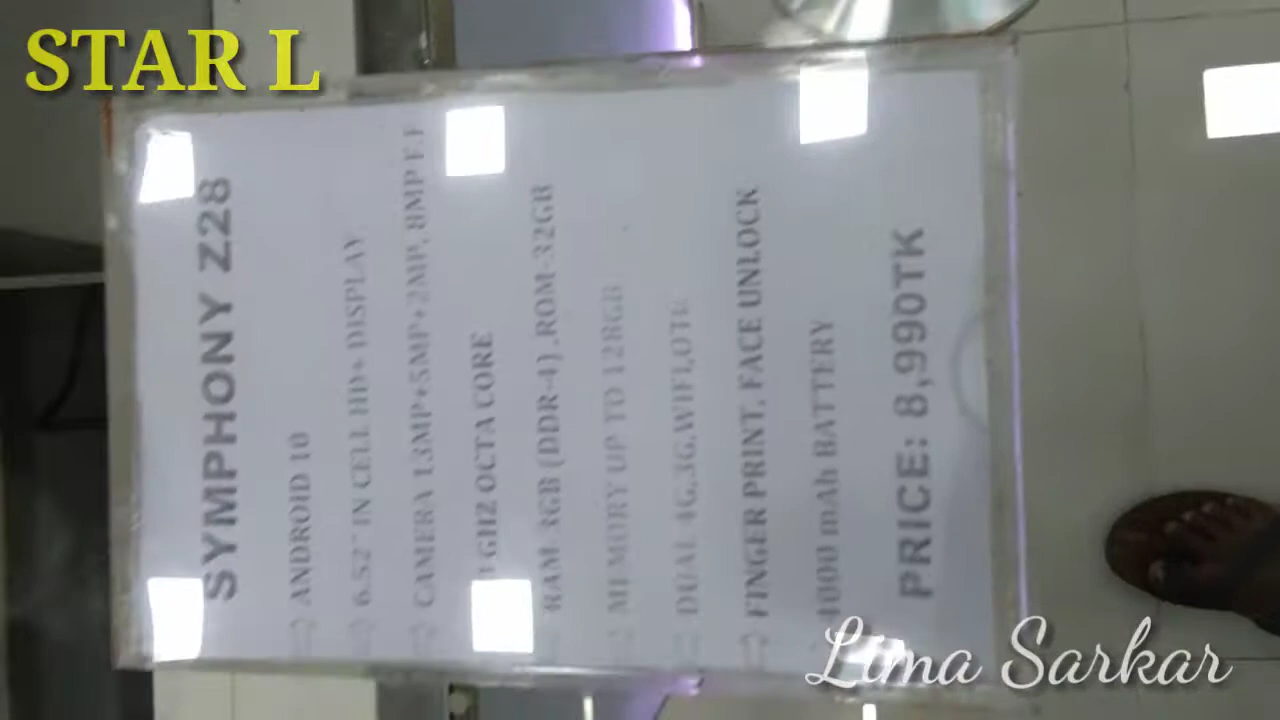 STAR L
SYMPHONY Z28
⇒ ANDROID 10
⇒ 6.52" IN CELL HD+ DISPLAY
⇒ CAMERA 13MP+5MP+2MP, 8MP F.F
GHZ OCTA CORE
RAM-3GB (DDR-4) ,ROM-32GB
⇒ MEMORY UP TO 128GB
⇒ DUAL 4G,3G,WIFI,OTG
⇒ FINGER PRINT, FACE UNLOCK
4000 mAh BATTERY
PRICE: 8,990TK
Lima Sarkar